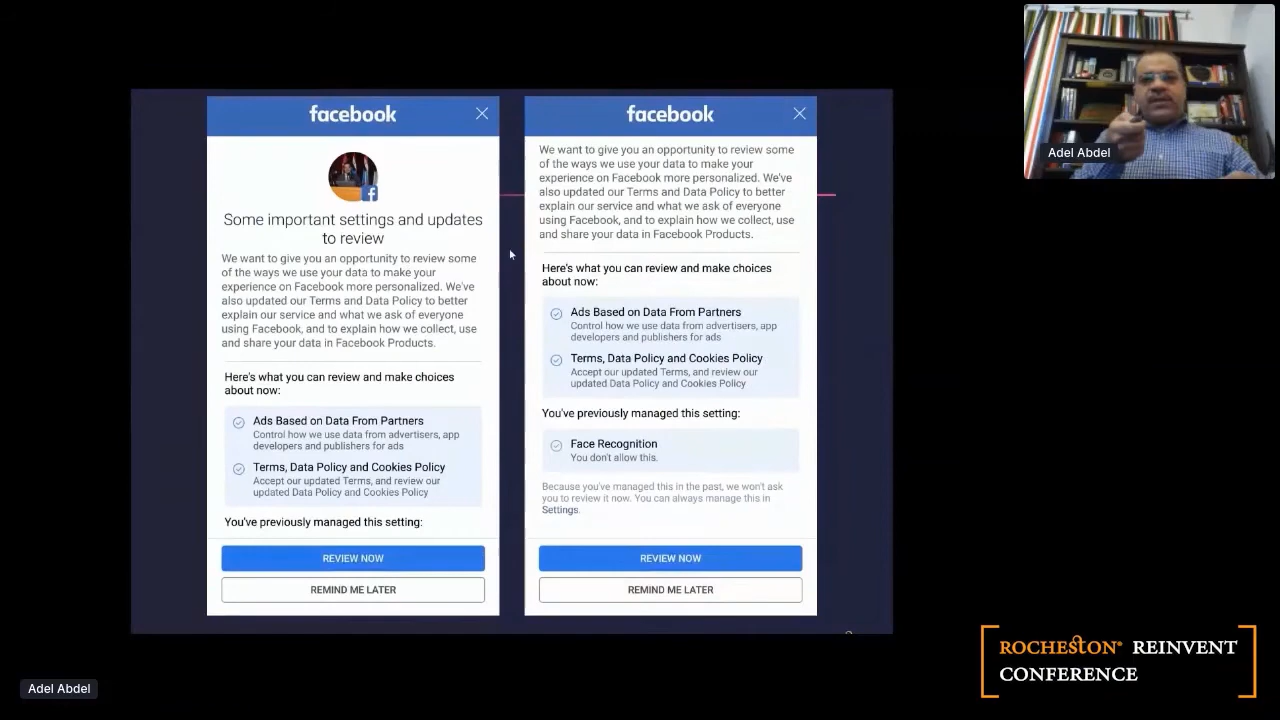 facebook
Some important settings and updates
to review
We want to give you an opportunity to review some
of the ways we use your data to make your
experience on Facebook more personalized. We've
also updated our Terms and Data Policy to better
explain our service and what we ask of everyone
using Facebook, and to explain how we collect, use
and share your data in Facebook Products.
Here's what you can review and make choices
about now:
Ads Based on Data From Partners
Control how we use data from advertisers, app
developers and publishers for ads
Terms, Data Policy and Cookies Policy
Accept our updated Terms, and review our
updated Data Policy and Cookies Policy
You've previously managed this setting:
REVIEW NOW
REMIND ME LATER
facebook
We want to give you an opportunity to review some
of the ways we use your data to make your
experience on Facebook more personalized. We've
also updated our Terms and Data Policy to better
explain our service and what we ask of everyone
using Facebook, and to explain how we collect, use
and share your data in Facebook Products.
Here's what you can review and make choices
about now:
Ads Based on Data From Partners
Control how we use data from advertisers, app
developers and publishers for ads
Terms, Data Policy and Cookies Policy
Accept our updated Terms, and review our
updated Data Policy and Cookies Policy
You've previously managed this setting:
Face Recognition
You don't allow this.
Because you've managed this in the past, we won't ask
you to review it now. You can always manage this in
Settings.
REVIEW NOW
REMIND ME LATER
Adel Abdel
Adel Abdel
ROCHESTON® REINVENT
CONFERENCE